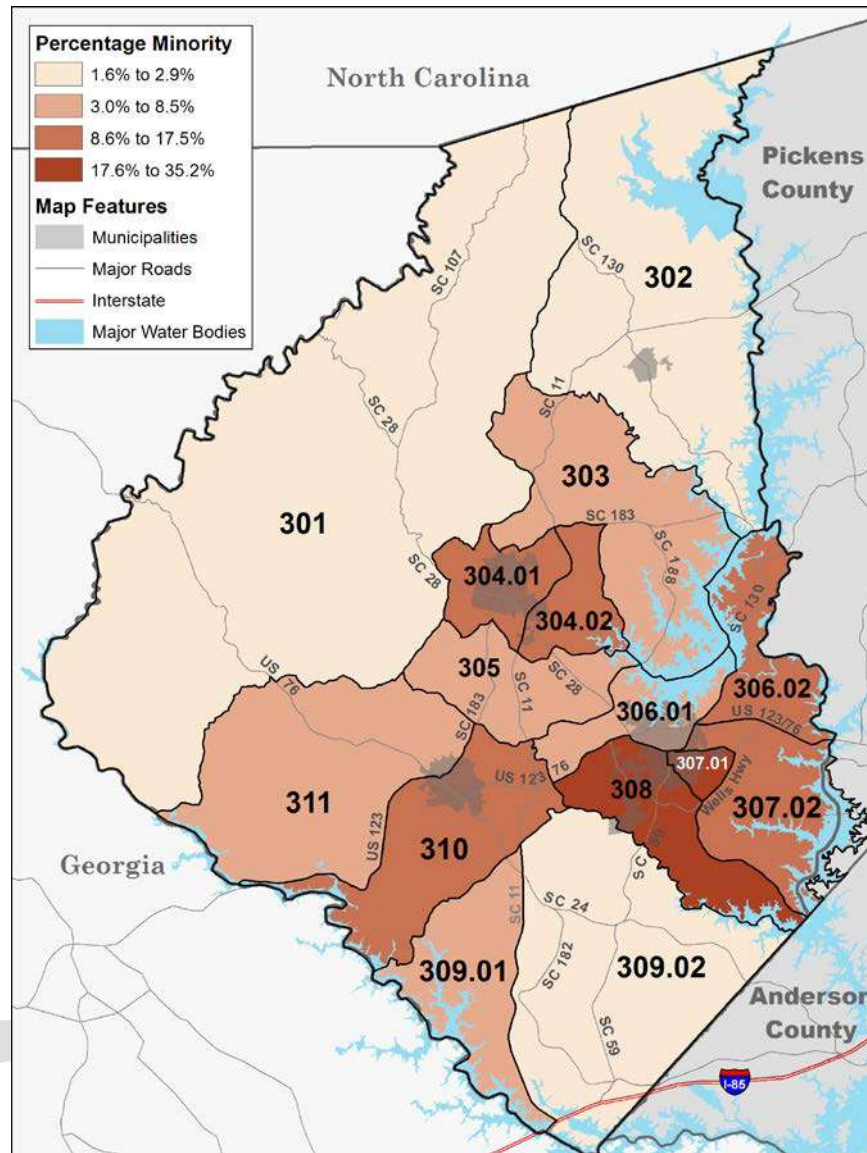 Percentage Minority
1.6% to 2.9%
3.0% to 8.5%
8.6% to 17.5%
17.6% to 35.2%
Map Features
Municipalities
Major Roads
Interstate
Major Water Bodies
North Carolina
Pickens
County
SC 107
SC 130
302
SC 11
SC 28
303
301
SC 183
SC 188
SC 28
304.01
SC 130
304.02
305
SC 28
US 76
SC 183
SC 11
306.01
306.02
US 123/76
307.01
US 123/76
308
Wells Hwy
307.02
311
US 123
310
Georgia
SC 11
SC 24
309.01
SC 182
309.02
SC 59
Anderson
County
I-85